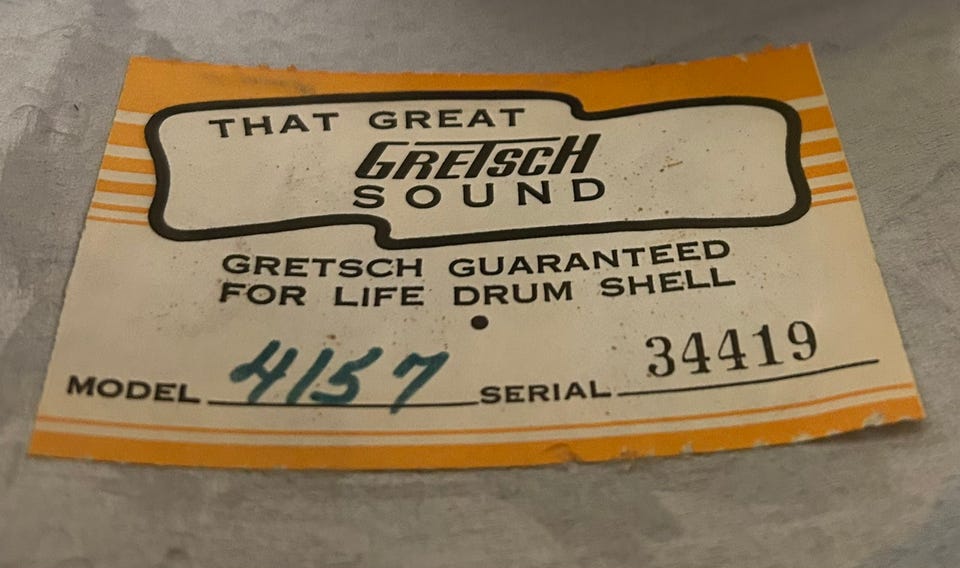 THAT GREAT
GRETSCH
SOUND
GRETSCH GUARANTEED
FOR LIFE DRUM SHELL
MODEL 4157 SERIAL 34419